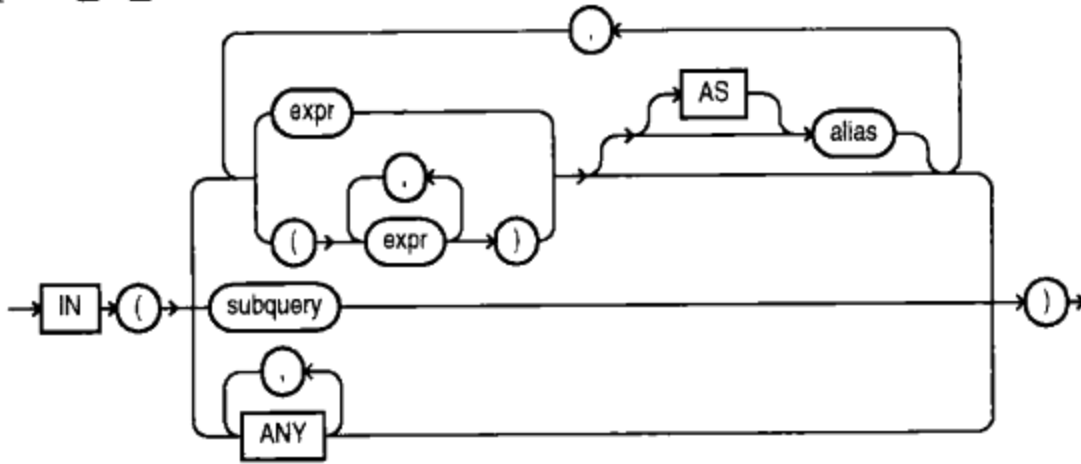 ,
AS
expr
alias
,
( expr )
IN ( subquery )
,
ANY